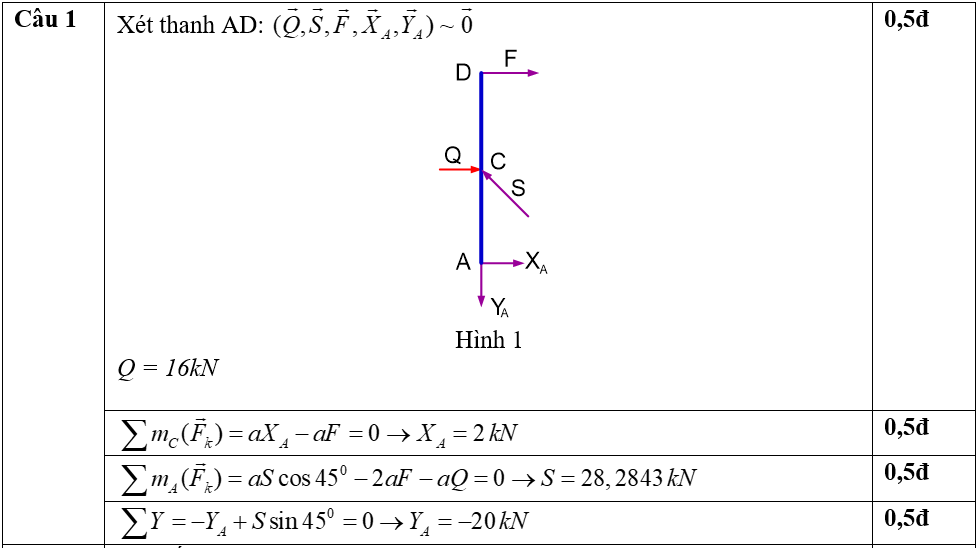 Câu 1
Xét thanh AD: (Q⃗, S⃗, F⃗, X⃗_A, Y⃗_A) ~ 0⃗
0,5đ
F
D
Q
C
S
A
X_A
Y_A
Hình 1
Q = 16kN
∑ m_C(F⃗_k) = aX_A − aF = 0 → X_A = 2 kN
0,5đ
∑ m_A(F⃗_k) = aS cos 45⁰ − 2aF − aQ = 0 → S = 28,2843 kN
0,5đ
∑ Y = −Y_A + S sin 45⁰ = 0 → Y_A = −20 kN
0,5đ